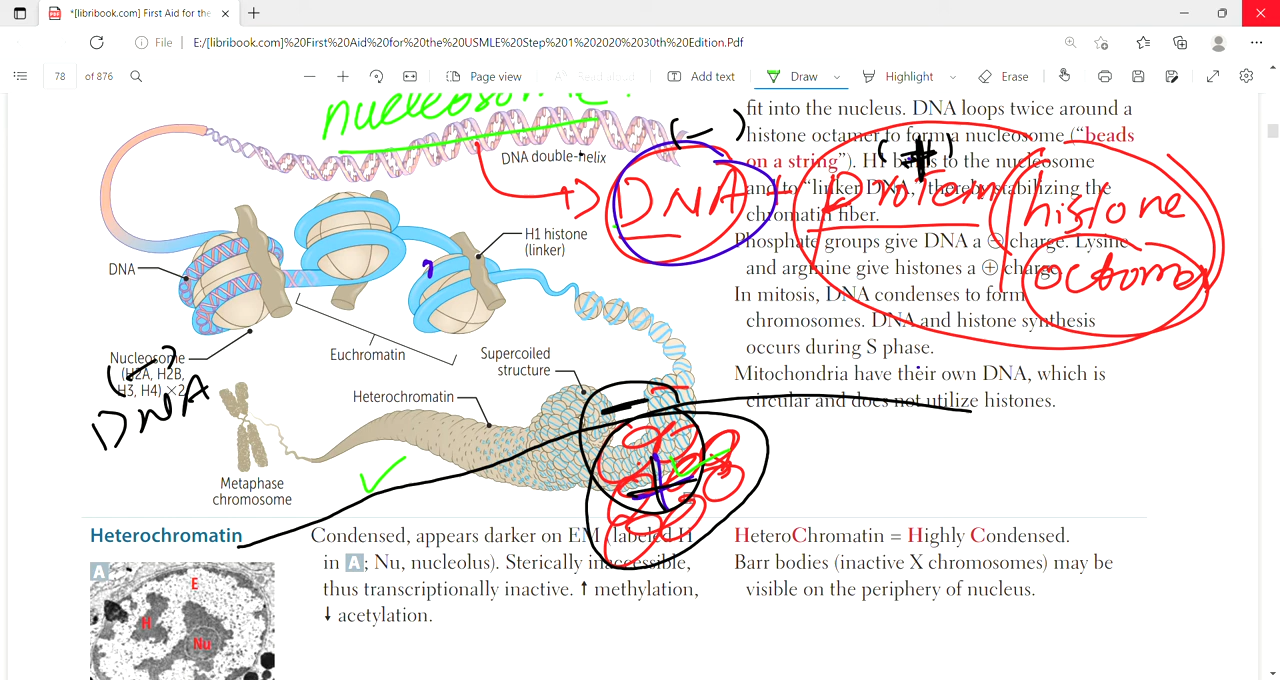 *[libribook.com] First Aid for the
File
E:/[libribook.com]%20First%20Aid%20for%20the%20USMLE%20Step%201%202020%2030th%20Edition.Pdf
78 of 876
Page view
Read aloud
Add text
Draw
Highlight
Erase
nucleosome
DNA double-helix
DNA
H1 histone
(linker)
Euchromatin
Nucleosome
(H2A, H2B,
H3, H4) ×2
Supercoiled
structure
Heterochromatin
Metaphase
chromosome
(-)
DNA
(-)
DNA + Protein
(+)
histone
octomer
fit into the nucleus. DNA loops twice around a
histone octamer to form a nucleosome (“beads
on a string”). H1 binds to the nucleosome
and to “linker DNA,” thereby stabilizing the
chromatin fiber.
Phosphate groups give DNA a ⊖ charge. Lysine
and arginine give histones a ⊕ charge.
In mitosis, DNA condenses to form
chromosomes. DNA and histone synthesis
occurs during S phase.
Mitochondria have their own DNA, which is
circular and does not utilize histones.
Heterochromatin
Condensed, appears darker on EM (labeled H
in A; Nu, nucleolus). Sterically inaccessible,
thus transcriptionally inactive. ↑ methylation,
↓ acetylation.
HeteroChromatin = Highly Condensed.
Barr bodies (inactive X chromosomes) may be
visible on the periphery of nucleus.
A
E
H
Nu